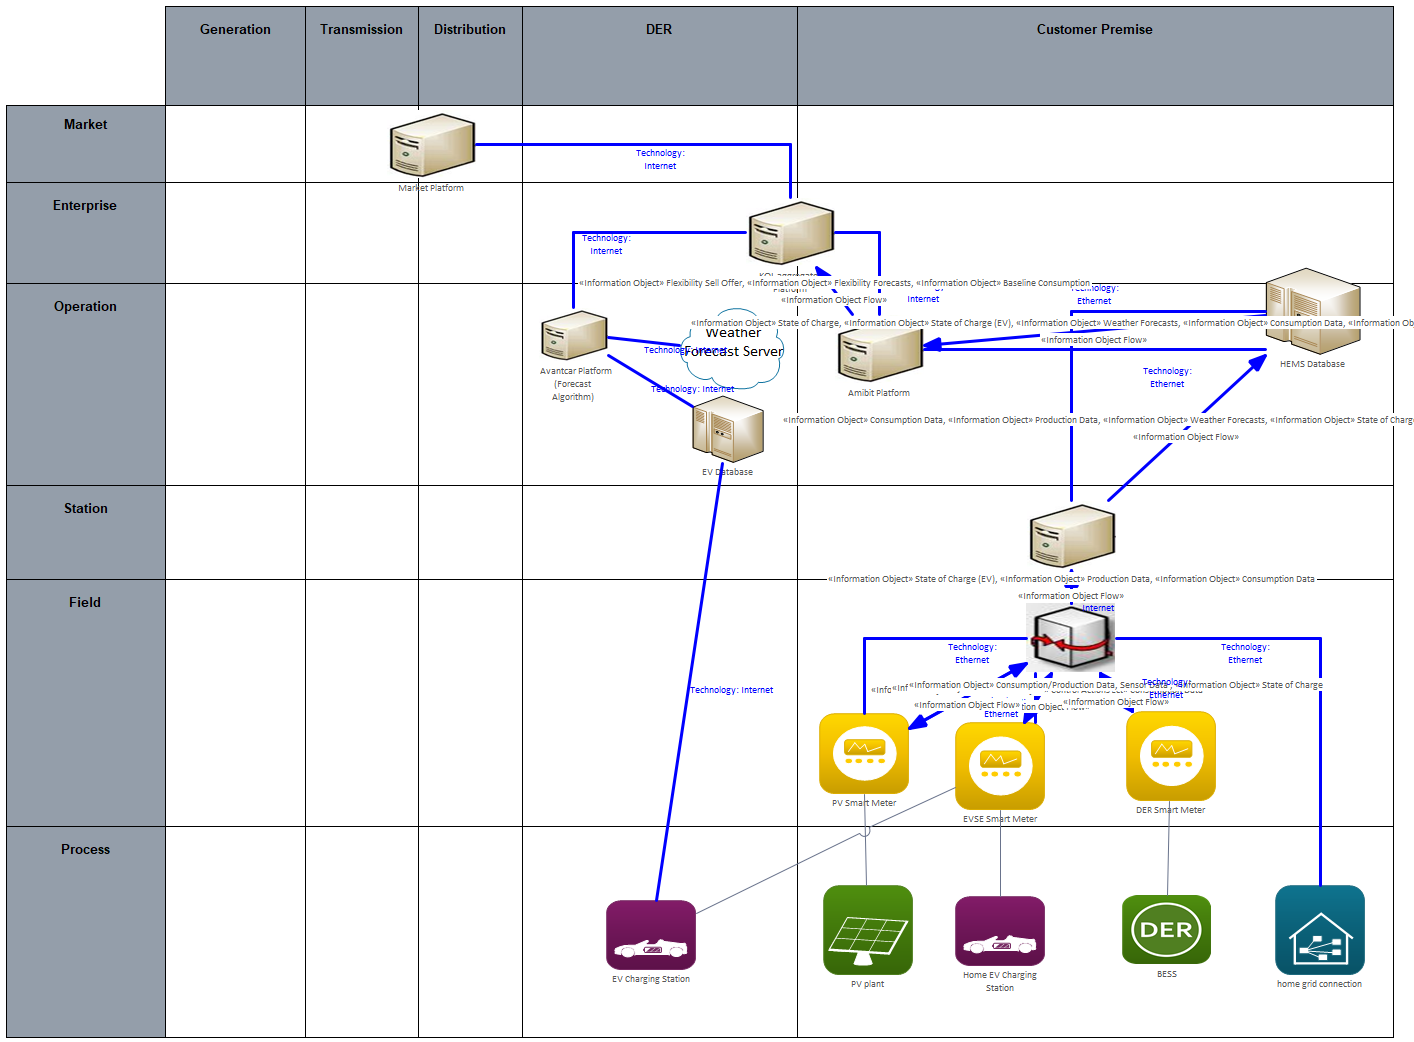 Generation
Transmission
Distribution
DER
Customer Premise
Market
Technology:
Internet
Market Platform
Enterprise
Technology:
Internet
«Information Object» Flexibility Sell Offer, «Information Object» Flexibility Forecasts, «Information Object» Baseline Consumption
Operation
«Information Object Flow»
Internet
Technology:
Ethernet
«Information Object» State of Charge, «Information Object» State of Charge (EV), «Information Object» Weather Forecasts, «Information Object» Consumption Data, «Information Ob
Weather
Forecast Server
«Information Object Flow»
Technology: Internet
Avantcar Platform
(Forecast
Algorithm)
HEMS Database
Technology:
Ethernet
Technology: Internet
Amibit Platform
«Information Object» Consumption Data, «Information Object» Production Data, «Information Object» Weather Forecasts, «Information Object» State of Charge
«Information Object Flow»
EV Database
Station
«Information Object» State of Charge (EV), «Information Object» Production Data, «Information Object» Consumption Data
«Information Object Flow»
Internet
Field
Technology:
Ethernet
Technology:
Ethernet
«Information Object» Consumption/Production Data, Sensor Data, «Information Object» State of Charge
Technology:
Ethernet
Technology: Internet
«Information Object Flow»
«Information Object Flow»
Ethernet
PV Smart Meter
EVSE Smart Meter
DER Smart Meter
Process
DER
EV Charging Station
PV plant
Home EV Charging
Station
BESS
home grid connection